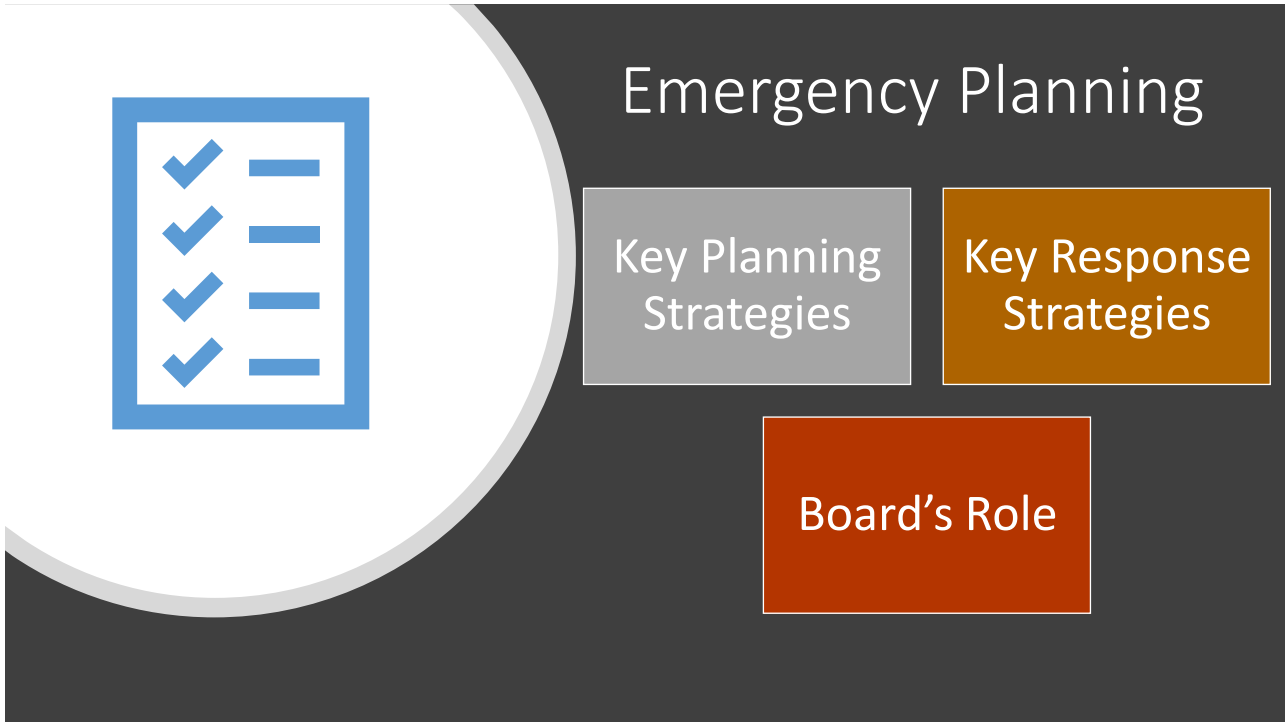 Emergency Planning
Key Planning
Strategies
Key Response
Strategies
Board’s Role